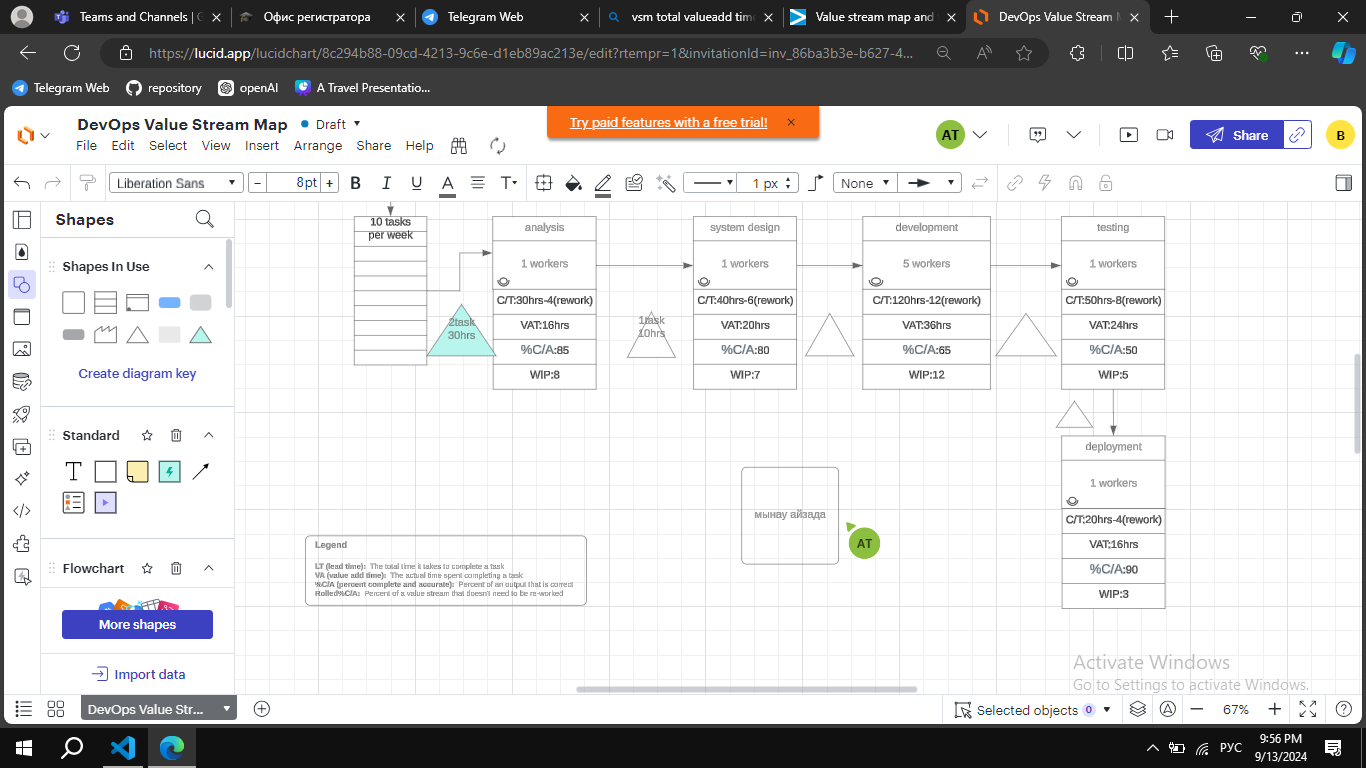 Teams and Channels | G
Офис регистратора
Telegram Web
vsm total valueadd tim
Value stream map and
DevOps Value Stream M
https://lucid.app/lucidchart/8c294b88-09cd-4213-9c6e-d1eb89ac213e/edit?rtempr=1&invitationId=inv_86ba3b3e-b627-4...
Telegram Web
repository
openAI
A Travel Presentatio...
DevOps Value Stream Map
Draft
Try paid features with a free trial!
AT
Share
B
File Edit Select View Insert Arrange Share Help
Liberation Sans
8pt
1 px
None
Shapes
Shapes In Use
Create diagram key
Standard
Flowchart
More shapes
Import data
10 tasks
per week
2task
30hrs
analysis
1 workers
C/T:30hrs-4(rework)
VAT:16hrs
%C/A:85
WIP:8
1task
10hrs
system design
1 workers
C/T:40hrs-6(rework)
VAT:20hrs
%C/A:80
WIP:7
development
5 workers
C/T:120hrs-12(rework)
VAT:36hrs
%C/A:65
WIP:12
testing
1 workers
C/T:50hrs-8(rework)
VAT:24hrs
%C/A:50
WIP:5
deployment
1 workers
C/T:20hrs-4(rework)
VAT:16hrs
%C/A:90
WIP:3
мынау айзада
AT
Legend
LT (lead time): The total time it takes to complete a task
VA (value add time): The actual time spent completing a task
%C/A (percent complete and accurate): Percent of an output that is correct
Rolled%C/A: Percent of a value stream that doesn't need to be re-worked
Activate Windows
Go to Settings to activate Windows.
DevOps Value Str...
Selected objects 0
67%
РУС
9:56 PM
9/13/2024